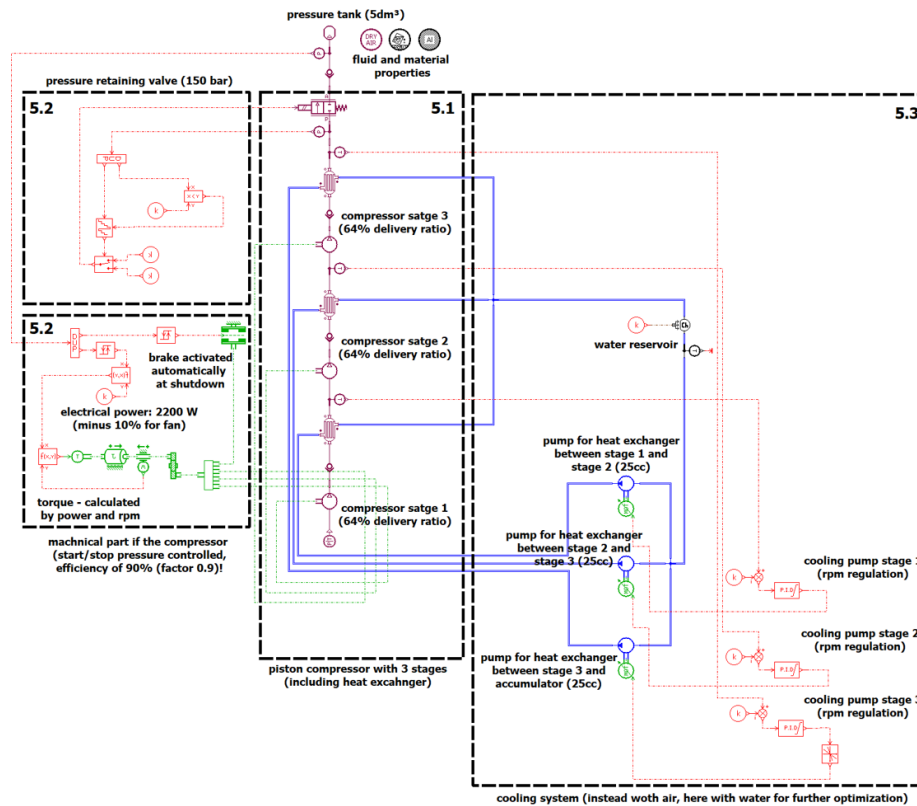 pressure tank (5dm³)
DRY
AIR
Al
fluid and material
properties
pressure retaining valve (150 bar)
5.2
5.1
5.3
compressor satge 3
(64% delivery ratio)
compressor satge 2
(64% delivery ratio)
compressor satge 1
(64% delivery ratio)
5.2
brake activated
automatically
at shutdown
electrical power: 2200 W
(minus 10% for fan)
torque - calculated
by power and rpm
machnical part if the compressor
(start/stop pressure controlled,
efficiency of 90% (factor 0.9)!
piston compressor with 3 stages
(including heat excahnger)
water reservoir
pump for heat exchanger
between stage 1 and
stage 2 (25cc)
pump for heat exchanger
between stage 2 and
stage 3 (25cc)
pump for heat exchanger
between stage 3 and
accumulator (25cc)
cooling pump stage 1
(rpm regulation)
cooling pump stage 2
(rpm regulation)
cooling pump stage 3
(rpm regulation)
k
P.I.D
k
P.I.D
k
P.I.D
cooling system (instead woth air, here with water for further optimization)